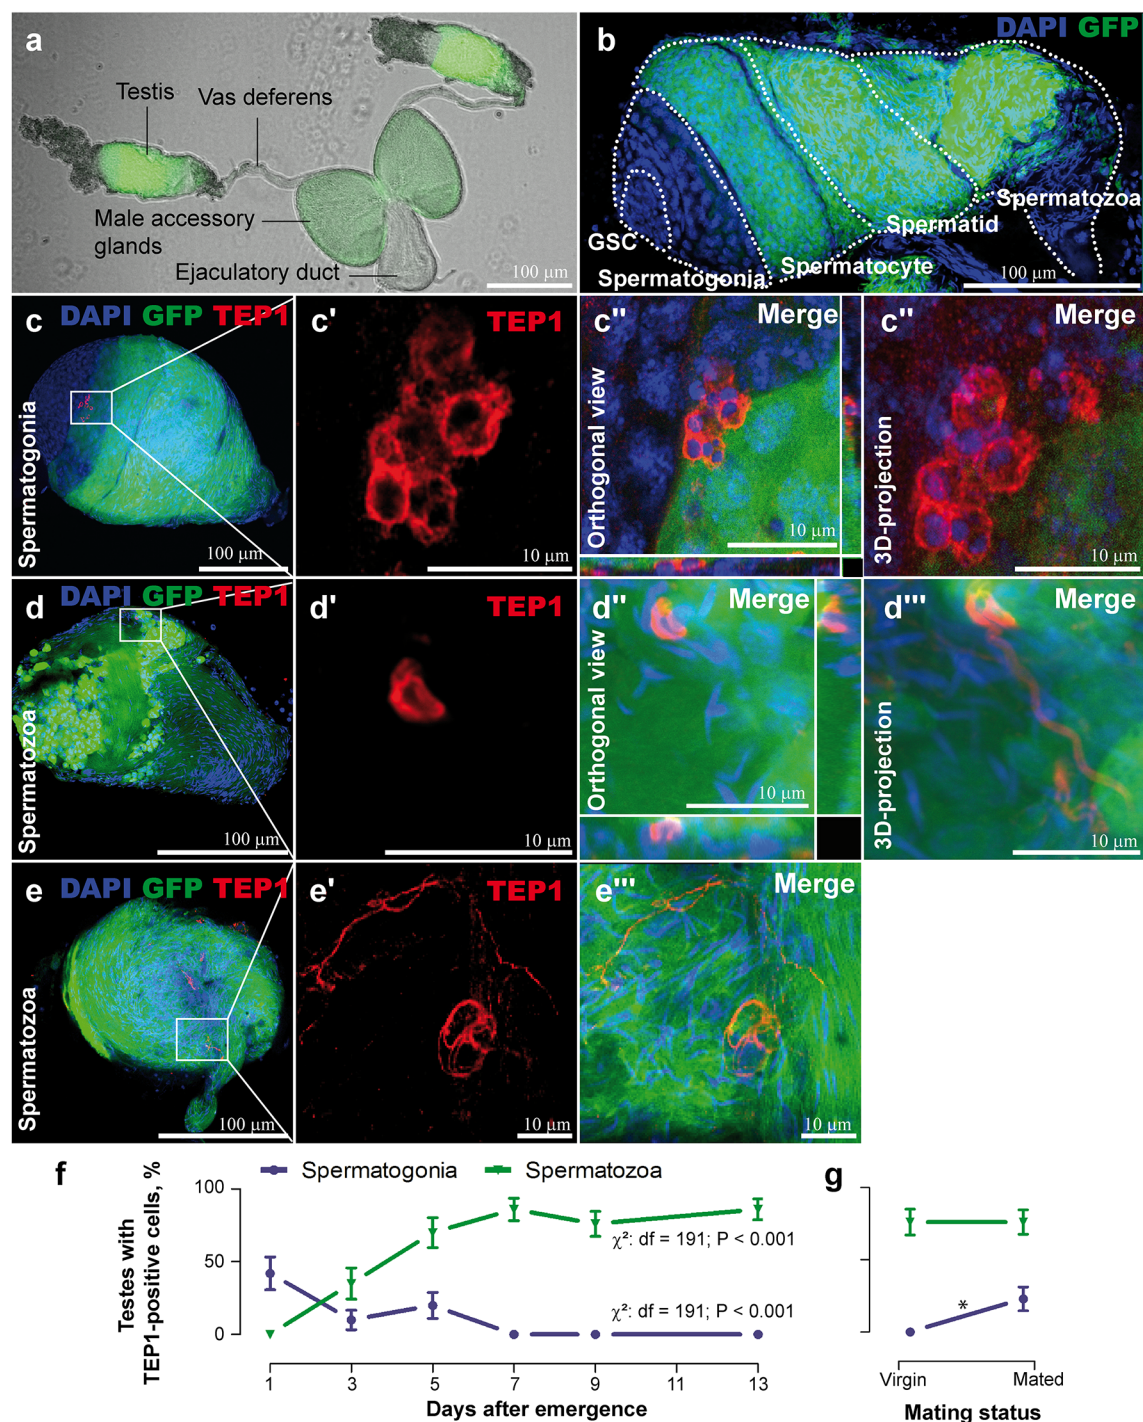 a
Testis
Vas deferens
Male accessory
glands
Ejaculatory duct
100 µm
b
DAPI GFP
GSC
Spermatogonia
Spermatocyte
Spermatid
Spermatozoa
100 µm
c
DAPI GFP TEP1
Spermatogonia
100 µm
c'
TEP1
10 µm
c''
Merge
Orthogonal view
10 µm
c''
Merge
3D-projection
10 µm
d
DAPI GFP TEP1
Spermatozoa
100 µm
d'
TEP1
10 µm
d''
Merge
Orthogonal view
10 µm
d'''
Merge
3D-projection
10 µm
e
DAPI GFP TEP1
Spermatozoa
100 µm
e'
TEP1
10 µm
e'''
Merge
10 µm
f
Spermatogonia
Spermatozoa
Testes with
TEP1-positive cells, %
100
50
0
χ²: df = 191; P < 0.001
χ²: df = 191; P < 0.001
1 3 5 7 9 11 13
Days after emergence
g
*
Virgin
Mated
Mating status